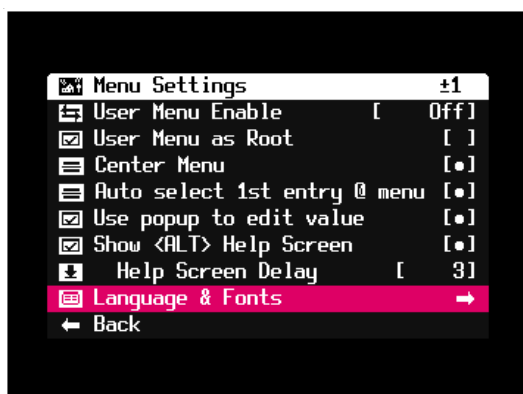 Menu Settings ±1
User Menu Enable [ Off]
User Menu as Root [ ]
Center Menu [•]
Auto select 1st entry @ menu [•]
Use popup to edit value [•]
Show <ALT> Help Screen [•]
Help Screen Delay [ 3]
Language & Fonts →
← Back